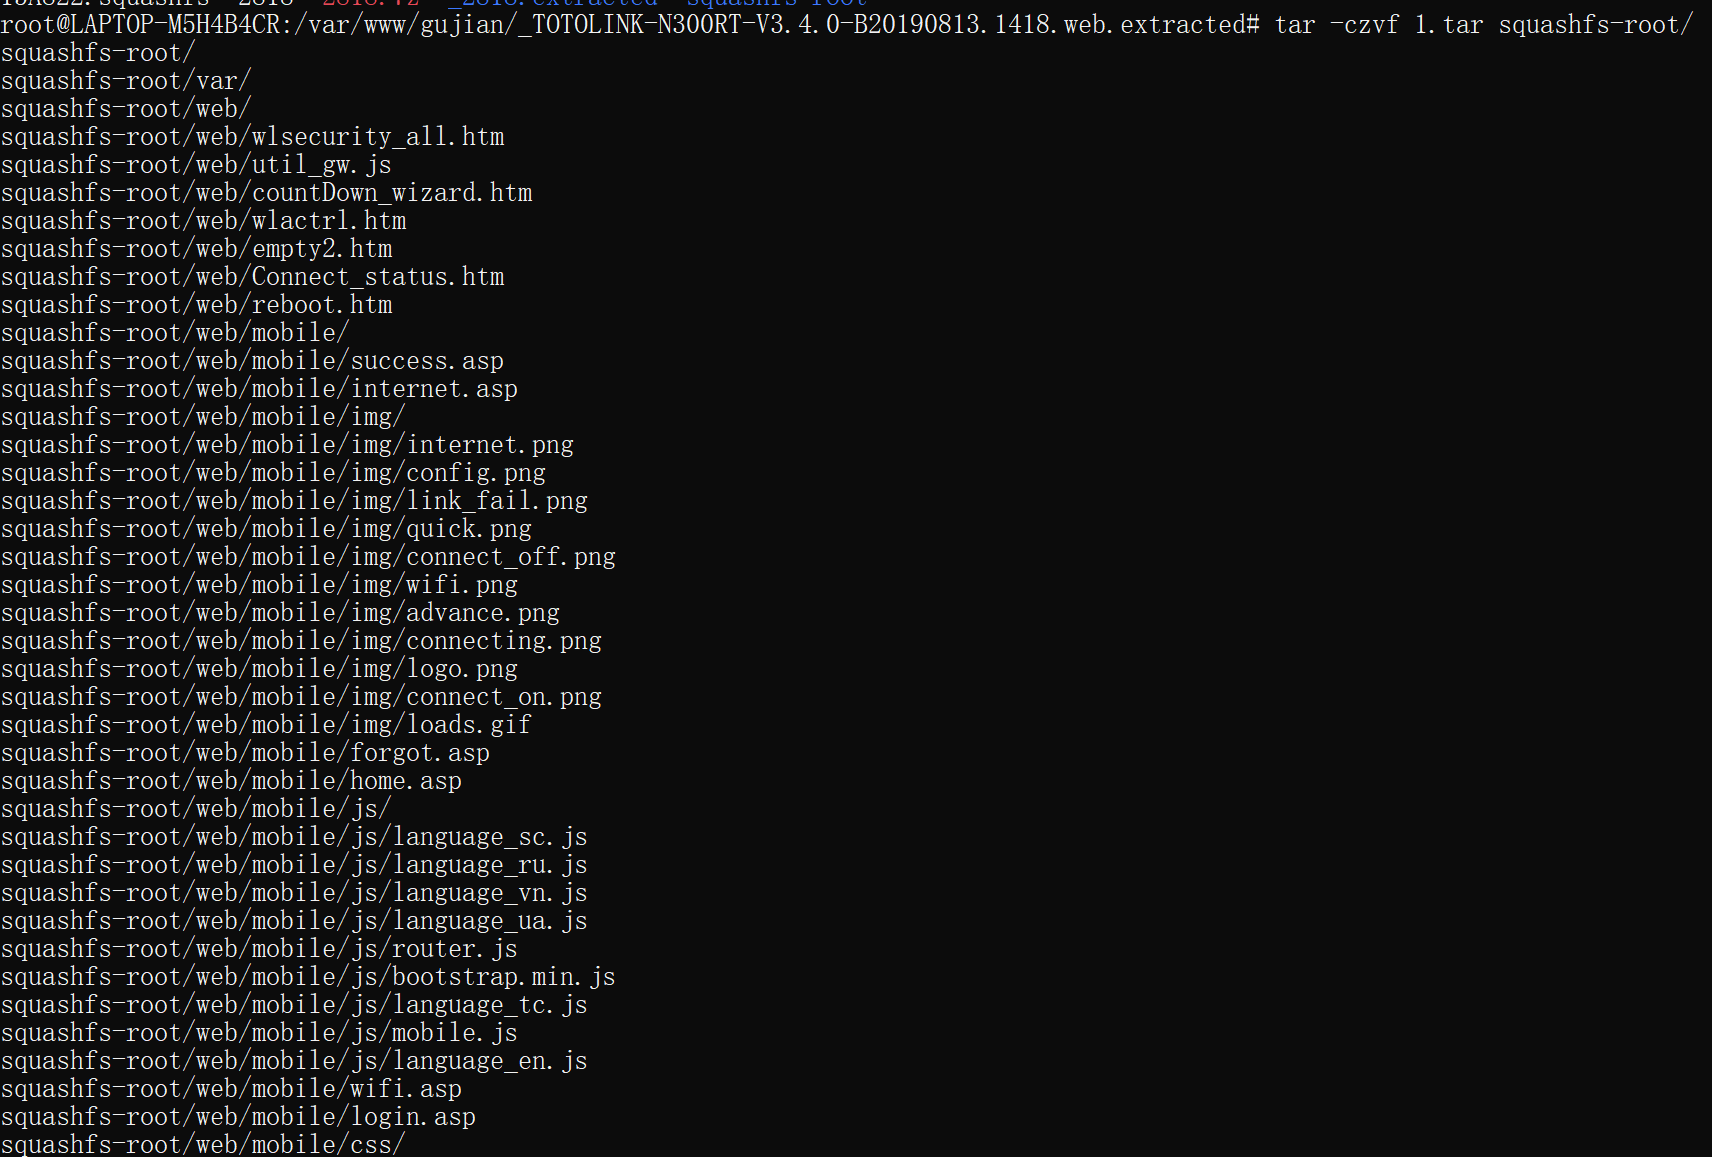 root@LAPTOP-M5H4B4CR:/var/www/gujian/_TOTOLINK-N300RT-V3.4.0-B20190813.1418.web.extracted# tar -czvf 1.tar squashfs-root/
squashfs-root/
squashfs-root/var/
squashfs-root/web/
squashfs-root/web/wlsecurity_all.htm
squashfs-root/web/util_gw.js
squashfs-root/web/countDown_wizard.htm
squashfs-root/web/wlactrl.htm
squashfs-root/web/empty2.htm
squashfs-root/web/Connect_status.htm
squashfs-root/web/reboot.htm
squashfs-root/web/mobile/
squashfs-root/web/mobile/success.asp
squashfs-root/web/mobile/internet.asp
squashfs-root/web/mobile/img/
squashfs-root/web/mobile/img/internet.png
squashfs-root/web/mobile/img/config.png
squashfs-root/web/mobile/img/link_fail.png
squashfs-root/web/mobile/img/quick.png
squashfs-root/web/mobile/img/connect_off.png
squashfs-root/web/mobile/img/wifi.png
squashfs-root/web/mobile/img/advance.png
squashfs-root/web/mobile/img/connecting.png
squashfs-root/web/mobile/img/logo.png
squashfs-root/web/mobile/img/connect_on.png
squashfs-root/web/mobile/img/loads.gif
squashfs-root/web/mobile/forgot.asp
squashfs-root/web/mobile/home.asp
squashfs-root/web/mobile/js/
squashfs-root/web/mobile/js/language_sc.js
squashfs-root/web/mobile/js/language_ru.js
squashfs-root/web/mobile/js/language_vn.js
squashfs-root/web/mobile/js/language_ua.js
squashfs-root/web/mobile/js/router.js
squashfs-root/web/mobile/js/bootstrap.min.js
squashfs-root/web/mobile/js/language_tc.js
squashfs-root/web/mobile/js/mobile.js
squashfs-root/web/mobile/js/language_en.js
squashfs-root/web/mobile/wifi.asp
squashfs-root/web/mobile/login.asp
squashfs-root/web/mobile/css/